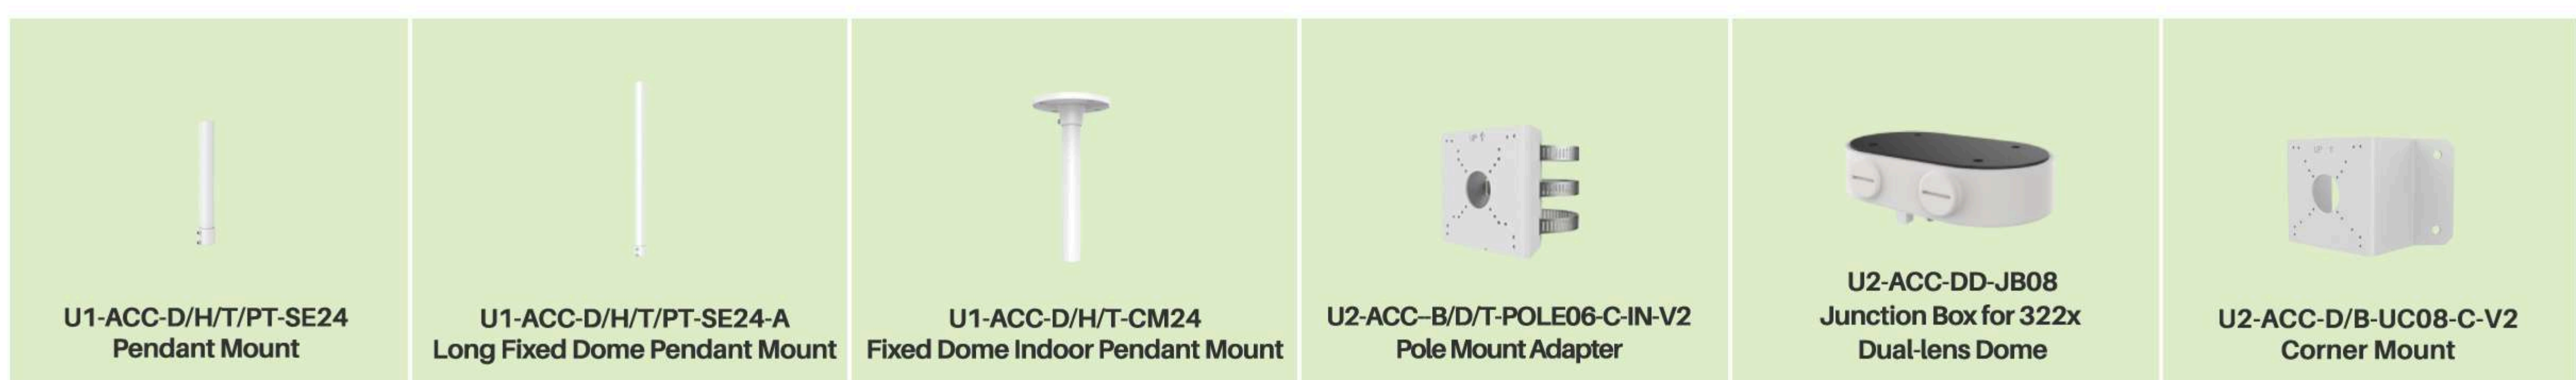 U1-ACC-D/H/T/PT-SE24
Pendant Mount
U1-ACC-D/H/T/PT-SE24-A
Long Fixed Dome Pendant Mount
U1-ACC-D/H/T-CM24
Fixed Dome Indoor Pendant Mount
U2-ACC--B/D/T-POLE06-C-IN-V2
Pole Mount Adapter
U2-ACC-DD-JB08
Junction Box for 322x
Dual-lens Dome
U2-ACC-D/B-UC08-C-V2
Corner Mount